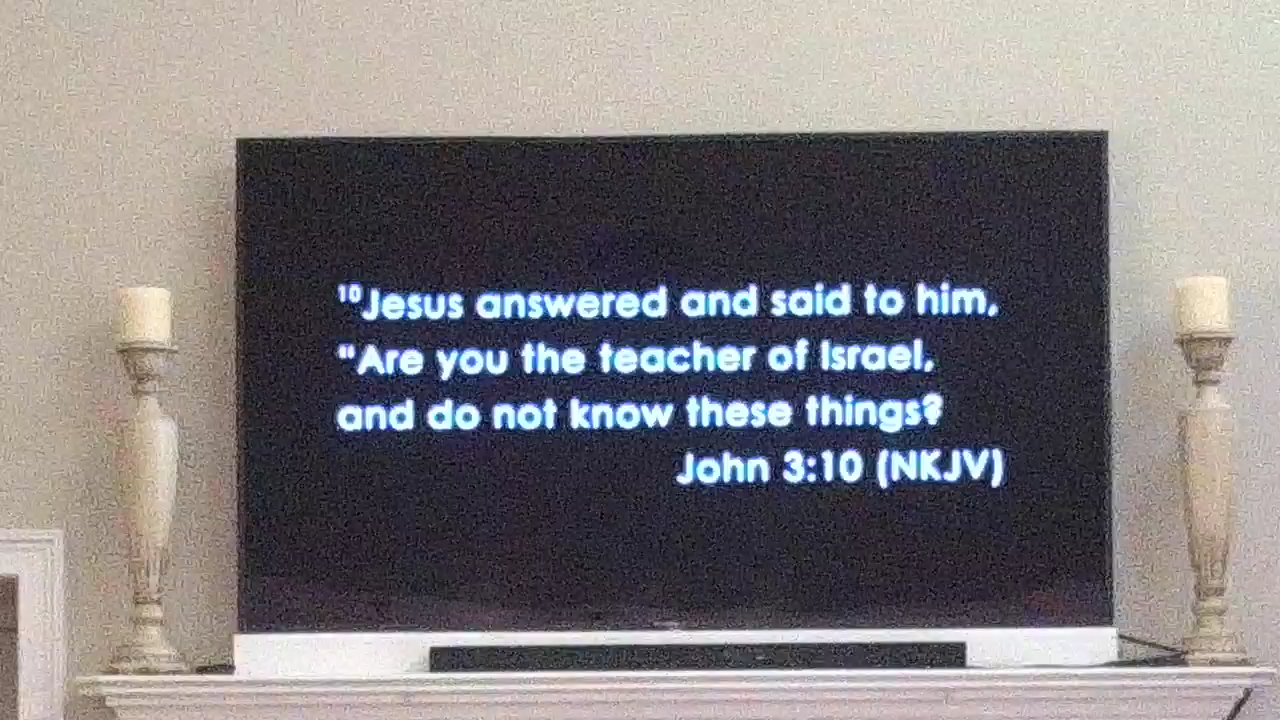 ¹⁰Jesus answered and said to him,
"Are you the teacher of Israel,
and do not know these things?
John 3:10 (NKJV)